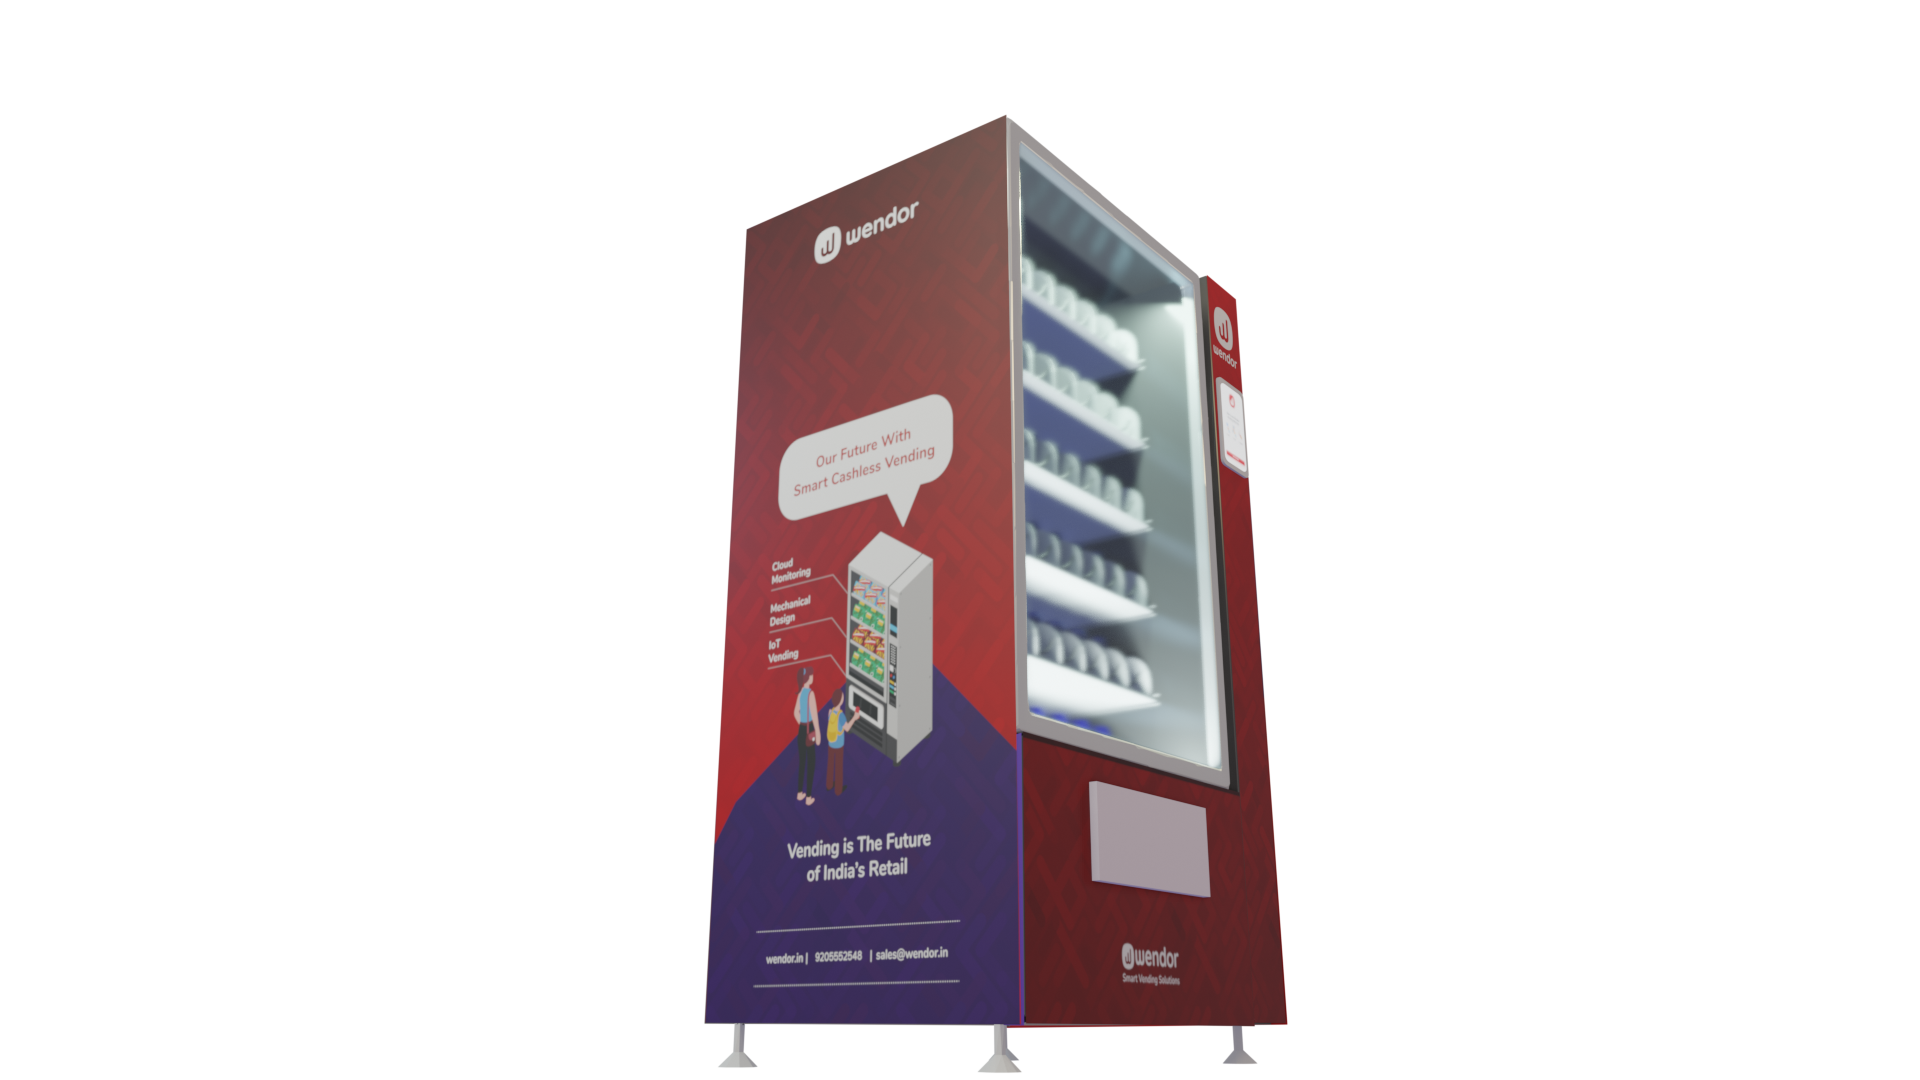 wendor
Our Future With
Smart Cashless Vending
Cloud
Monitoring
Mechanical
Design
IoT
Vending
Vending is The Future
of India's Retail
wendor.in | 9205552548 | sales@wendor.in
wendor
wendor
Smart Vending Solutions